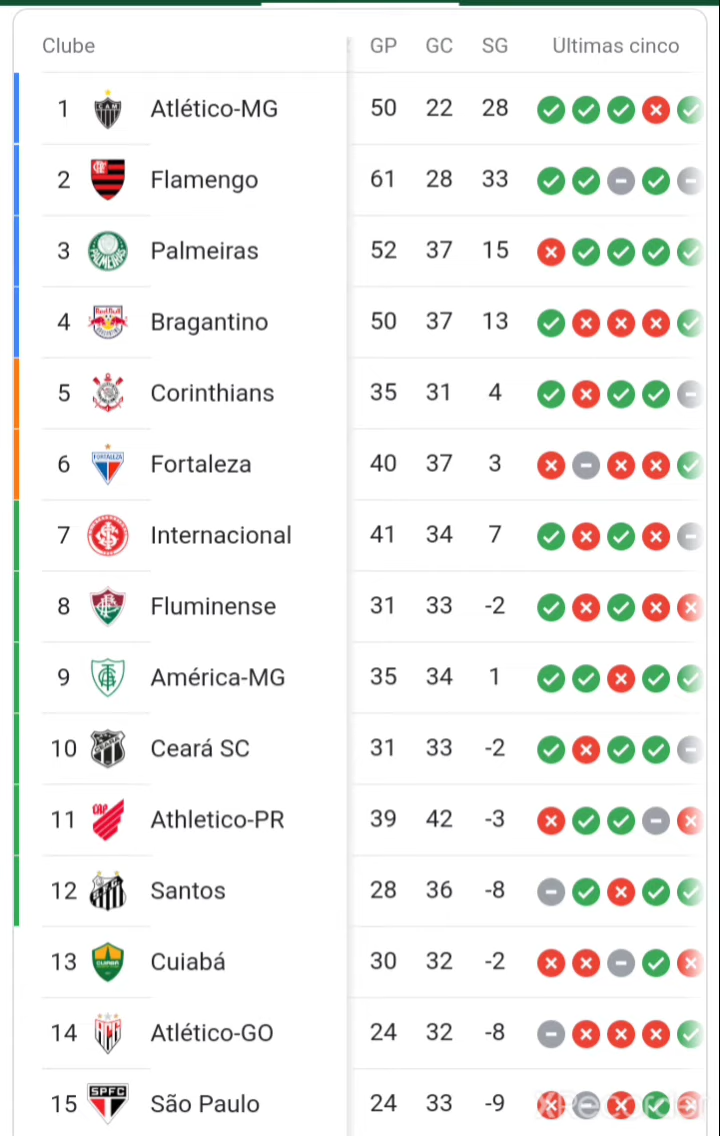 Clube GP GC SG Últimas cinco
1 Atlético-MG 50 22 28
2 Flamengo 61 28 33
3 Palmeiras 52 37 15
4 Bragantino 50 37 13
5 Corinthians 35 31 4
6 Fortaleza 40 37 3
7 Internacional 41 34 7
8 Fluminense 31 33 -2
9 América-MG 35 34 1
10 Ceará SC 31 33 -2
11 Athletico-PR 39 42 -3
12 Santos 28 36 -8
13 Cuiabá 30 32 -2
14 Atlético-GO 24 32 -8
SPFC
15 São Paulo 24 33 -9
XRecorder